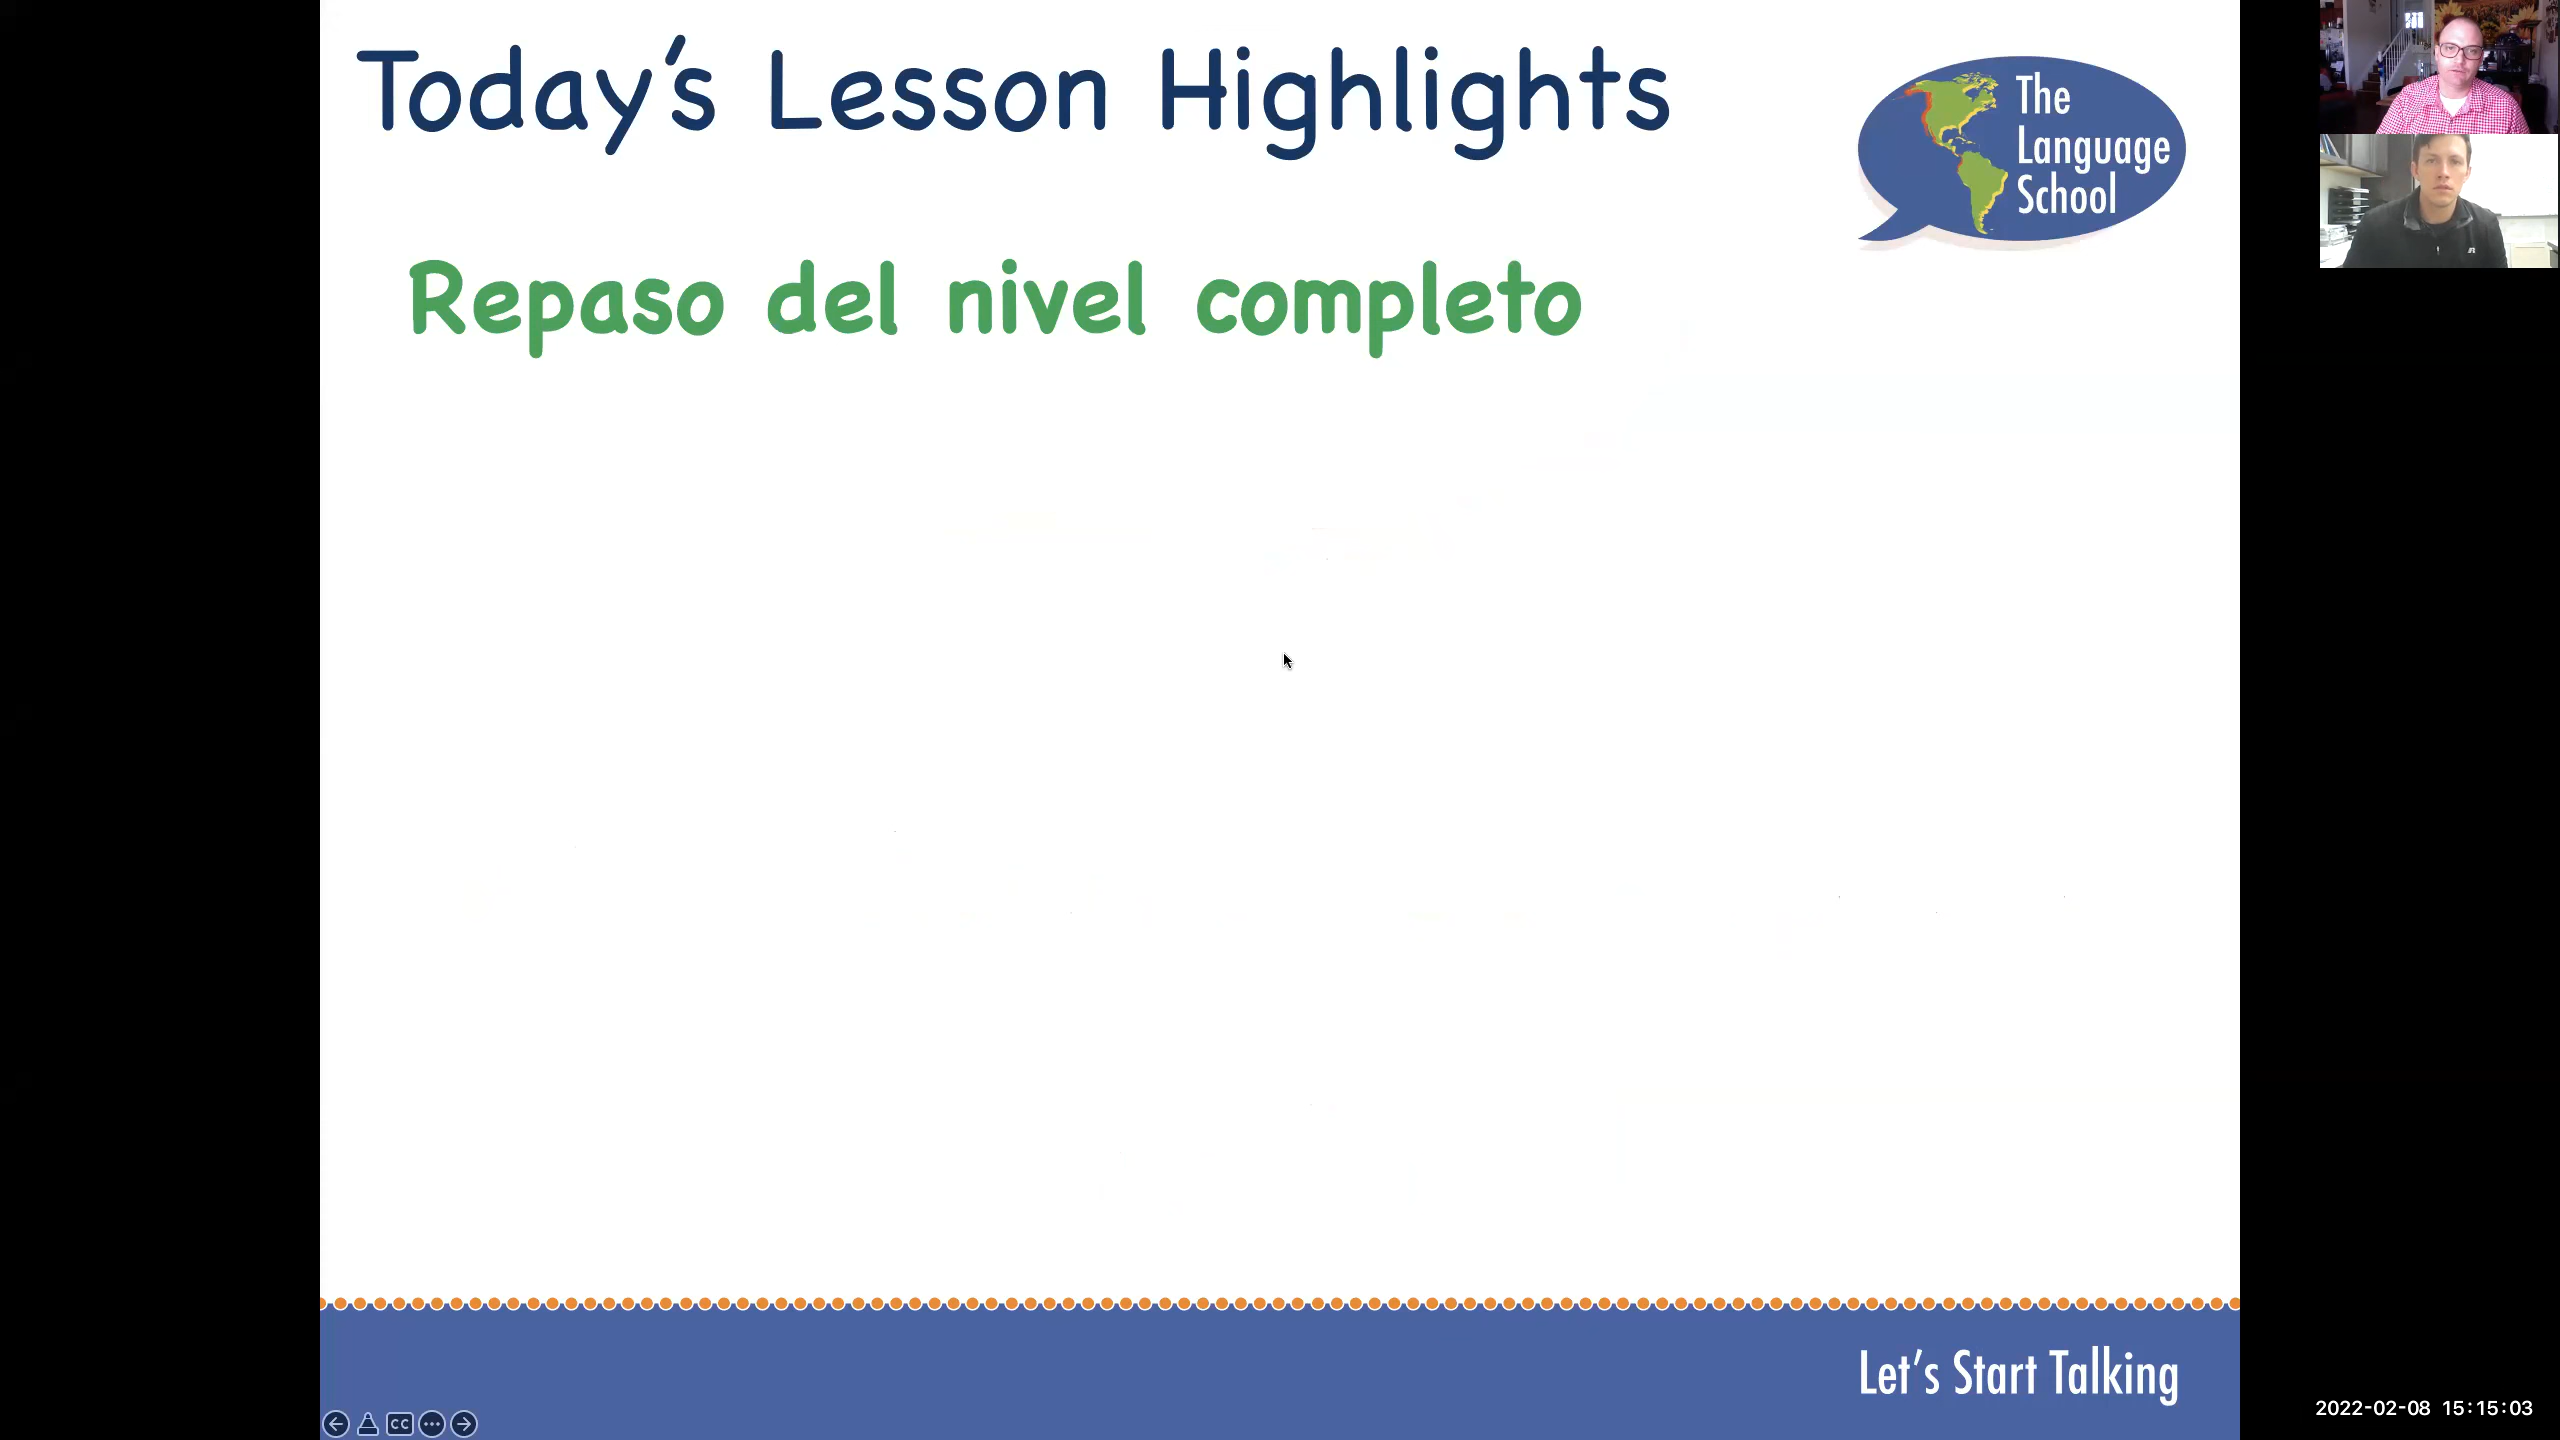 Today's Lesson Highlights
The
Language
School
Repaso del nivel completo
Let's Start Talking
CC
2022-02-08 15:15:03